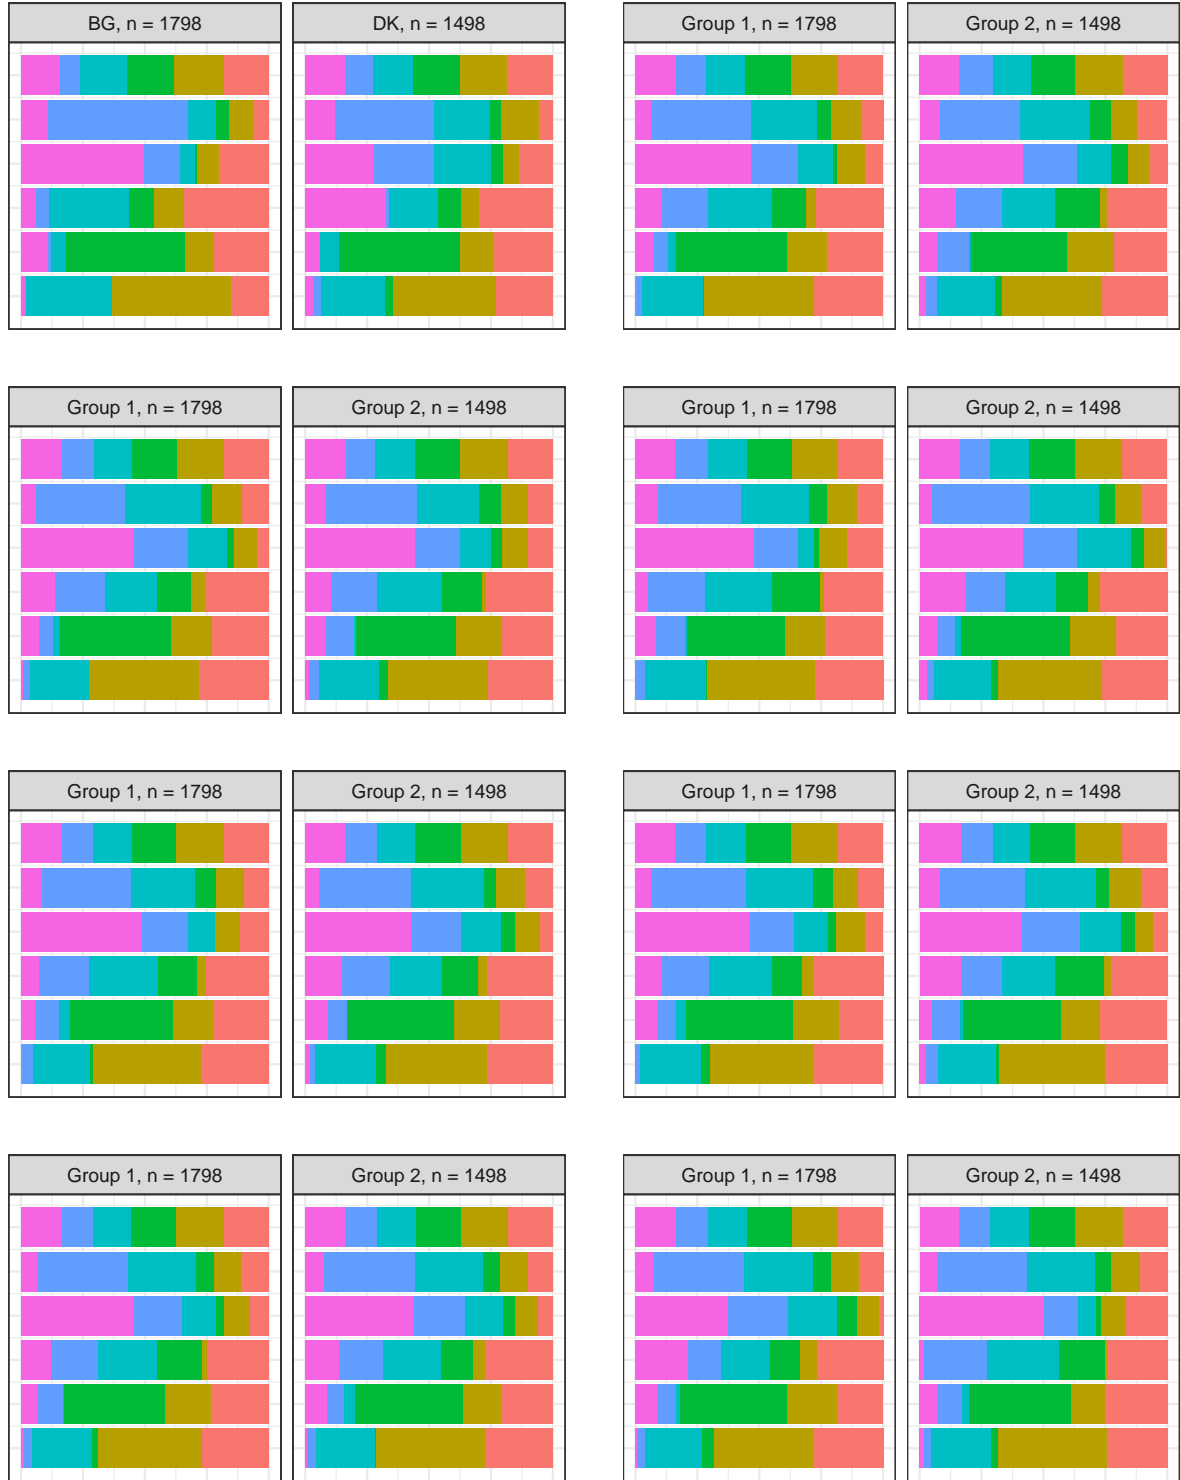 BG, n = 1798
DK, n = 1498
Group 1, n = 1798
Group 2, n = 1498
Group 1, n = 1798
Group 2, n = 1498
Group 1, n = 1798
Group 2, n = 1498
Group 1, n = 1798
Group 2, n = 1498
Group 1, n = 1798
Group 2, n = 1498
Group 1, n = 1798
Group 2, n = 1498
Group 1, n = 1798
Group 2, n = 1498